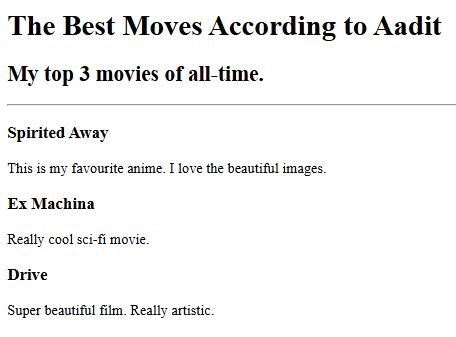 The Best Moves According to Aadit
My top 3 movies of all-time.
Spirited Away
This is my favourite anime. I love the beautiful images.
Ex Machina
Really cool sci-fi movie.
Drive
Super beautiful film. Really artistic.